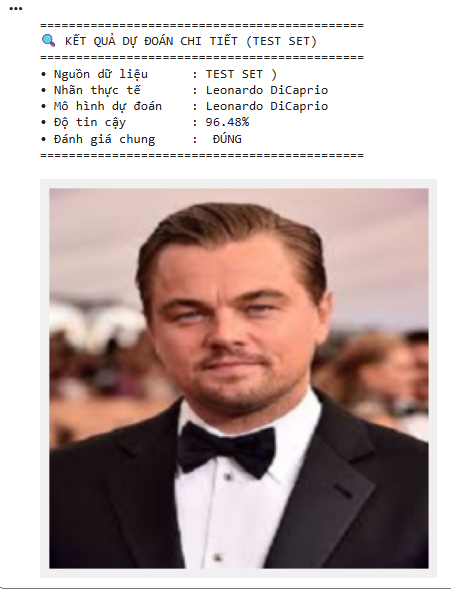 •••
=============================================
🔍 KẾT QUẢ DỰ ĐOÁN CHI TIẾT (TEST SET)
=============================================
• Nguồn dữ liệu : TEST SET )
• Nhãn thực tế : Leonardo DiCaprio
• Mô hình dự đoán : Leonardo DiCaprio
• Độ tin cậy : 96.48%
• Đánh giá chung : ĐÚNG
=============================================